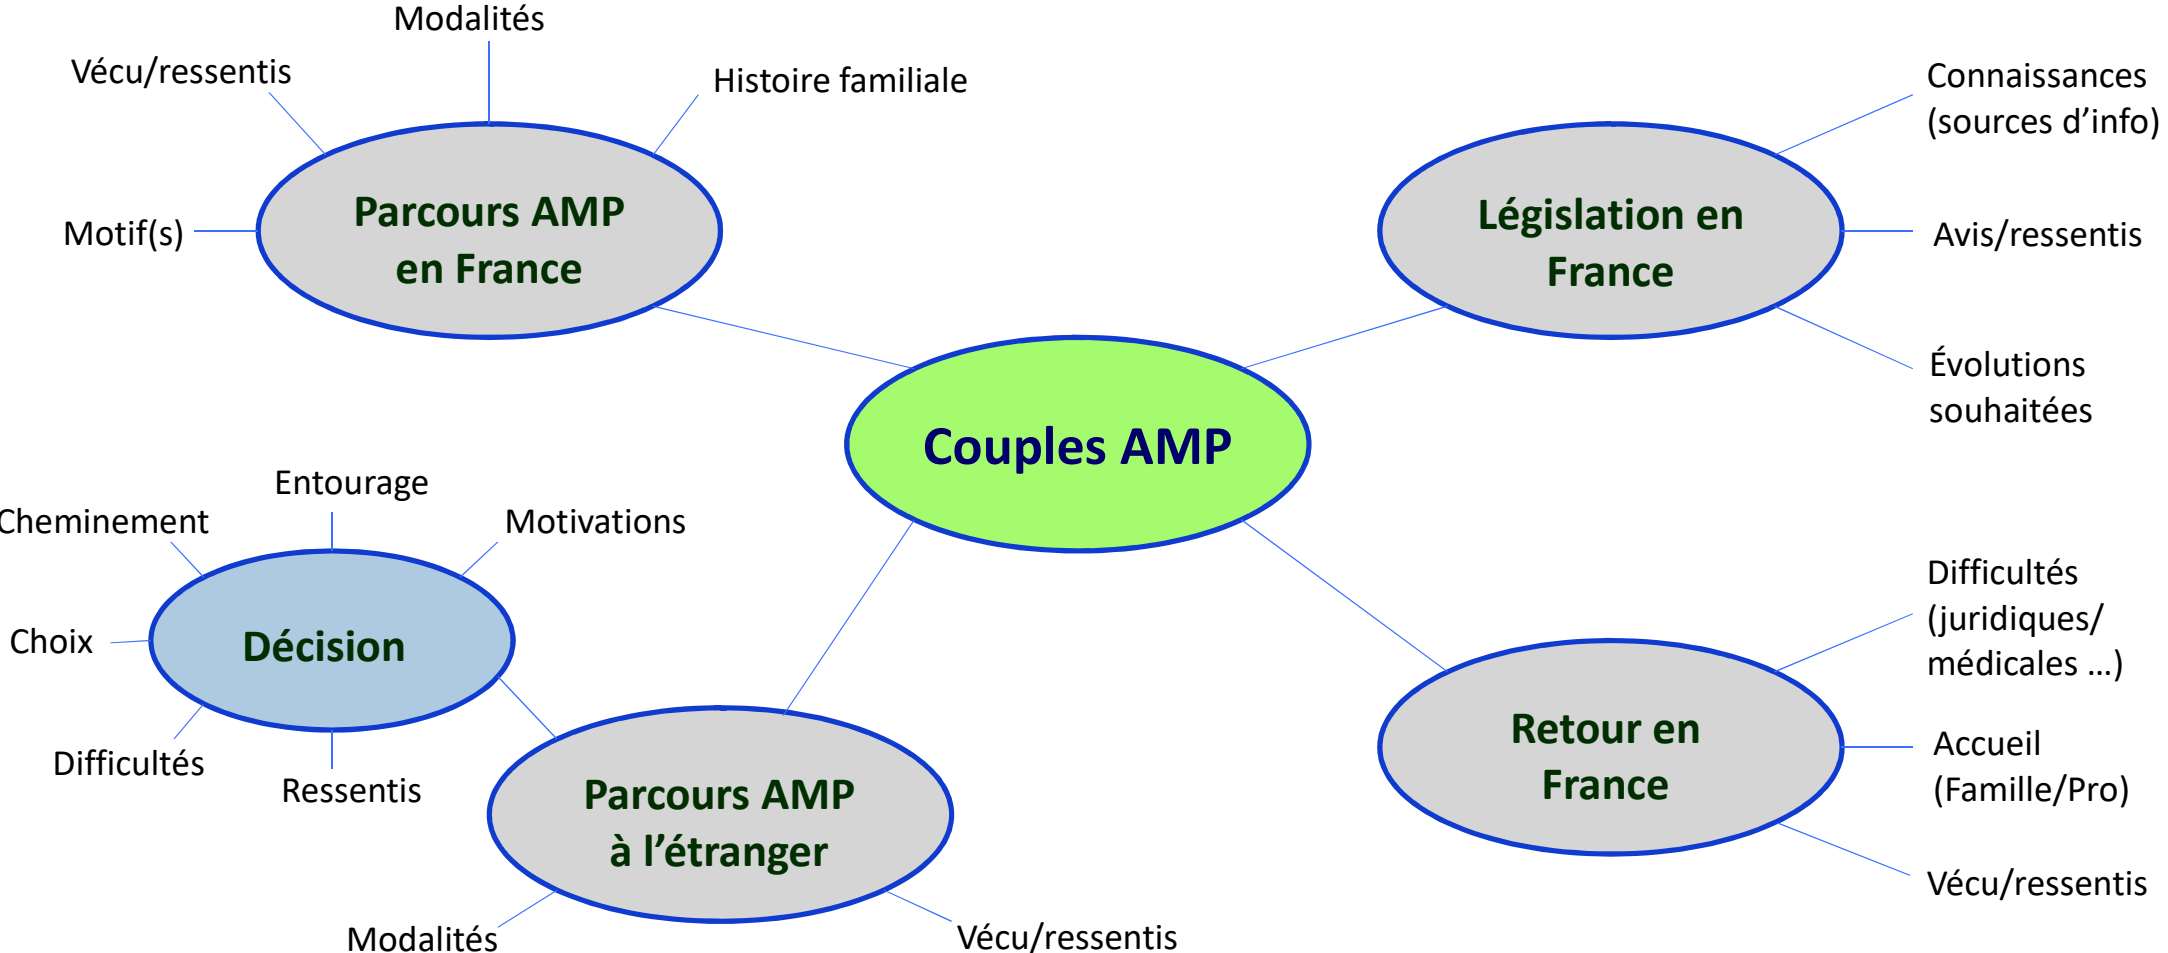 Modalités
Vécu/ressentis
Histoire familiale
Motif(s)
Parcours AMP
en France
Connaissances
(sources d’info)
Législation en
France
Avis/ressentis
Évolutions
souhaitées
Couples AMP
Entourage
Cheminement
Motivations
Choix
Décision
Difficultés
Ressentis
Parcours AMP
à l’étranger
Modalités
Vécu/ressentis
Difficultés
(juridiques/
médicales ...)
Retour en
France
Accueil
(Famille/Pro)
Vécu/ressentis